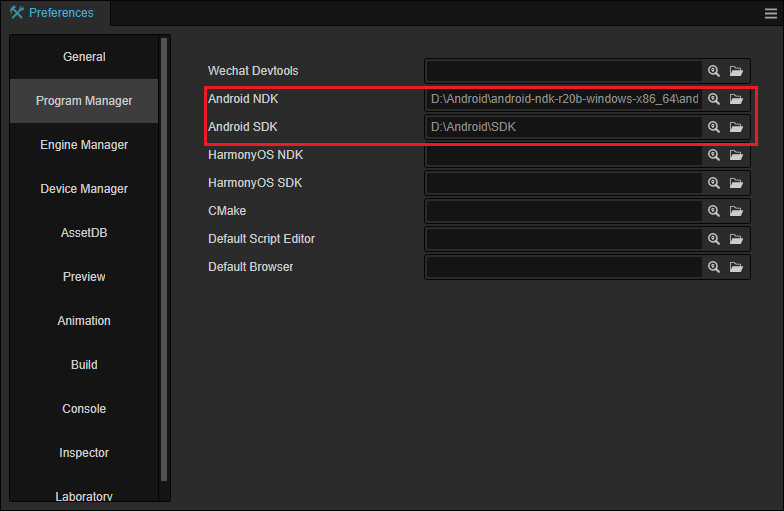 Preferences
General
Program Manager
Engine Manager
Device Manager
AssetDB
Preview
Animation
Build
Console
Inspector
Laboratory
Wechat Devtools
Android NDK D:\Android\android-ndk-r20b-windows-x86_64\and
Android SDK D:\Android\SDK
HarmonyOS NDK
HarmonyOS SDK
CMake
Default Script Editor
Default Browser